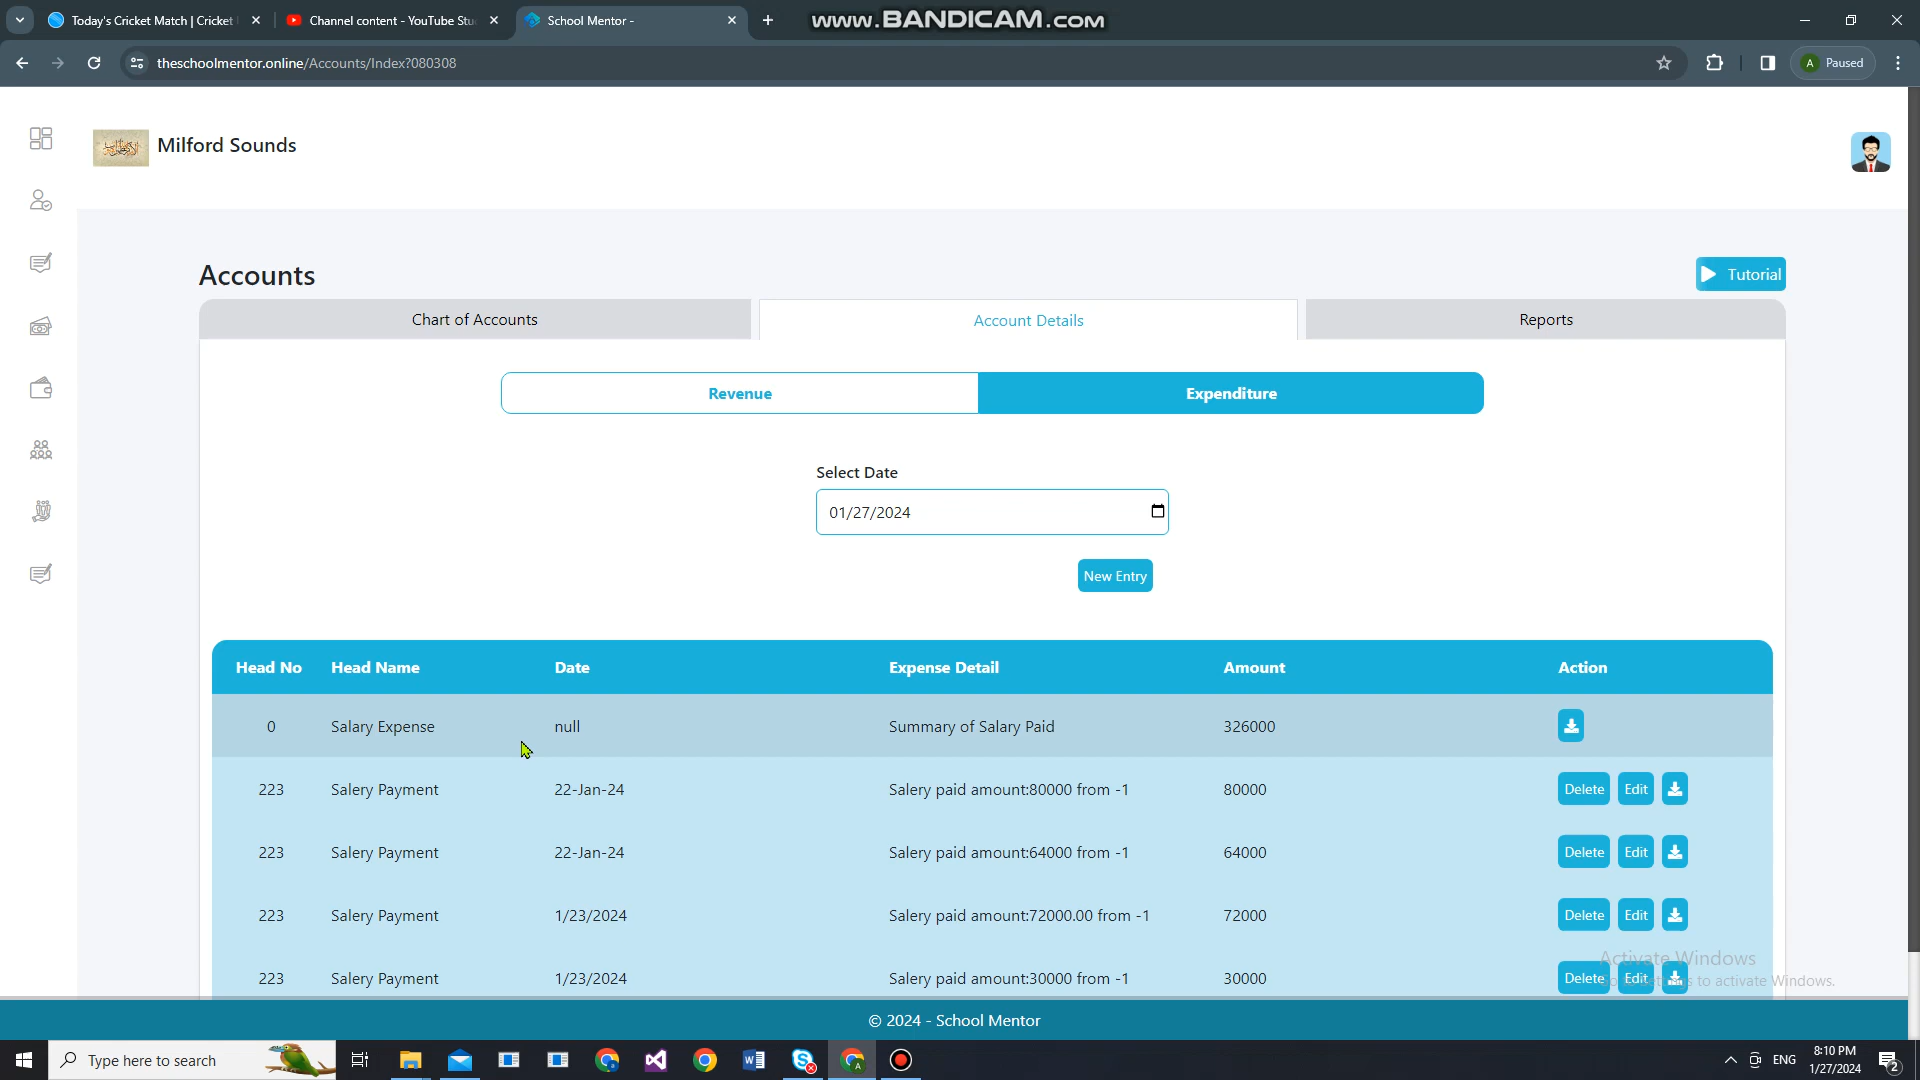 Today's Cricket Match | Cricket
Channel content - YouTube Stu
School Mentor -
www.BANDICAM.com
theschoolmentor.online/Accounts/Index?080308
A Paused
Milford Sounds
Accounts
Tutorial
Chart of Accounts
Account Details
Reports
Revenue
Expenditure
Select Date
01/27/2024
New Entry
Head No Head Name Date Expense Detail Amount Action
0 Salary Expense null Summary of Salary Paid 326000
223 Salery Payment 22-Jan-24 Salery paid amount:80000 from -1 80000 Delete Edit
223 Salery Payment 22-Jan-24 Salery paid amount:64000 from -1 64000 Delete Edit
223 Salery Payment 1/23/2024 Salery paid amount:72000.00 from -1 72000 Delete Edit
223 Salery Payment 1/23/2024 Salery paid amount:30000 from -1 30000 Delete Edit
Activate Windows
to activate Windows.
© 2024 - School Mentor
Type here to search
ENG
8:10 PM
1/27/2024
2